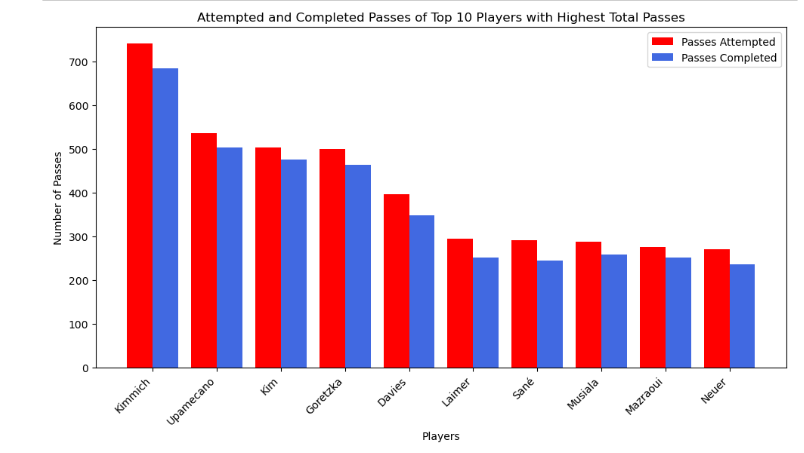 Attempted and Completed Passes of Top 10 Players with Highest Total Passes
Passes Attempted
Passes Completed
Number of Passes
700
600
500
400
300
200
100
0
Kimmich
Upamecano
Kim
Goretzka
Davies
Laimer
Sané
Musiala
Mazraoui
Neuer
Players